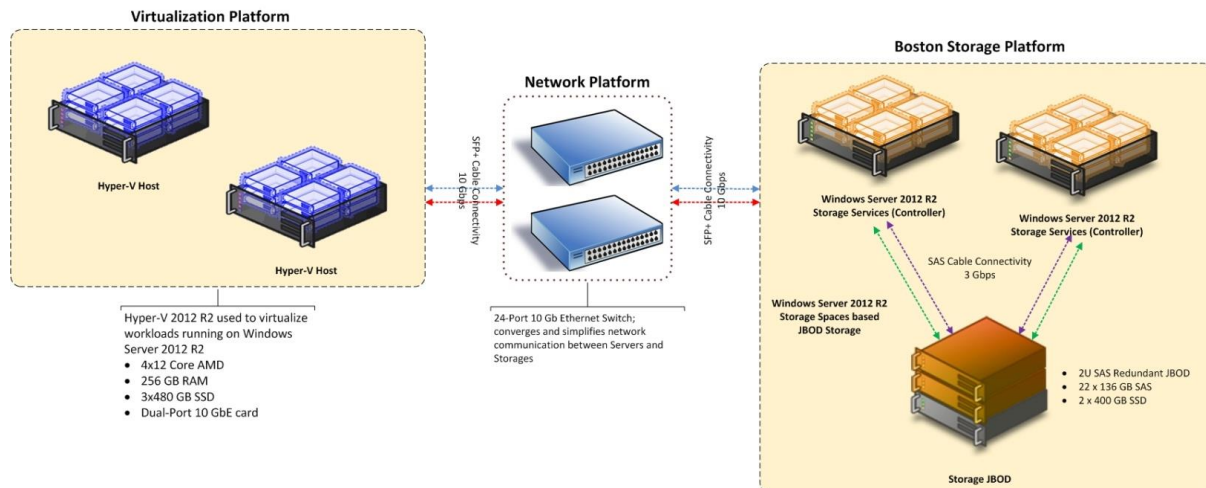 Virtualization Platform
Hyper-V Host
Hyper-V Host
Hyper-V 2012 R2 used to virtualize
workloads running on Windows
Server 2012 R2
• 4x12 Core AMD
• 256 GB RAM
• 3x480 GB SSD
• Dual-Port 10 GbE card
SFP+ Cable Connectivity
10 Gbps
Network Platform
24-Port 10 Gb Ethernet Switch;
converges and simplifies network
communication between Servers and
Storages
SFP+ Cable Connectivity
10 Gbps
Boston Storage Platform
Windows Server 2012 R2
Storage Services (Controller)
Windows Server 2012 R2
Storage Services (Controller)
SAS Cable Connectivity
3 Gbps
Windows Server 2012 R2
Storage Spaces based
JBOD Storage
• 2U SAS Redundant JBOD
• 22 x 136 GB SAS
• 2 x 400 GB SSD
Storage JBOD